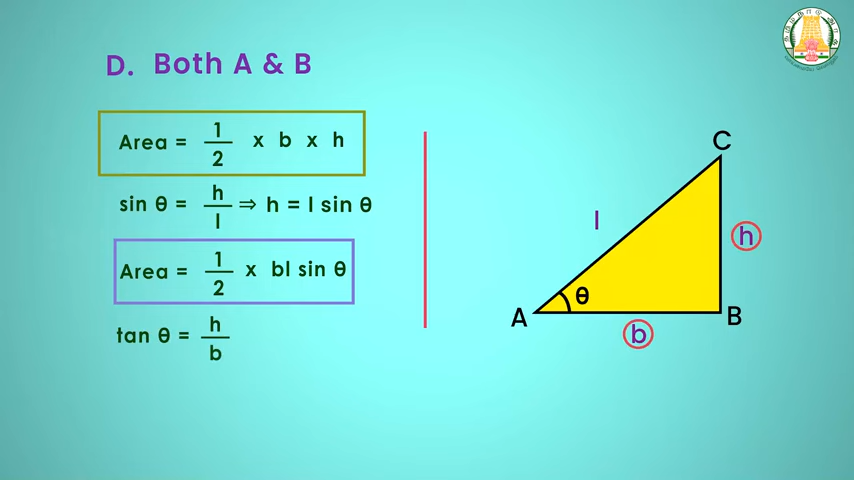 D. Both A & B
Area = 1/2 x b x h
sin θ = h/l ⇒ h = l sin θ
Area = 1/2 x bl sin θ
tan θ = h/b
C
l
h
θ
A
B
b